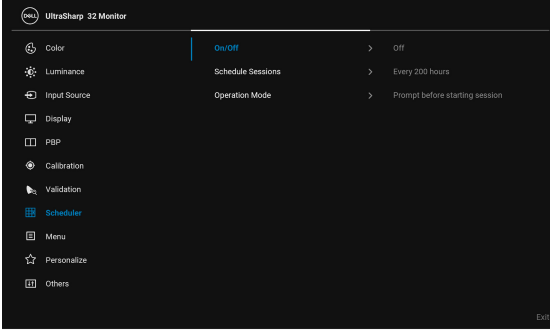 DELL UltraSharp 32 Monitor
Color On/Off Off
Luminance Schedule Sessions Every 200 hours
Input Source Operation Mode Prompt before starting session
Display
PBP
Calibration
Validation
Scheduler
Menu
Personalize
Others
Exit